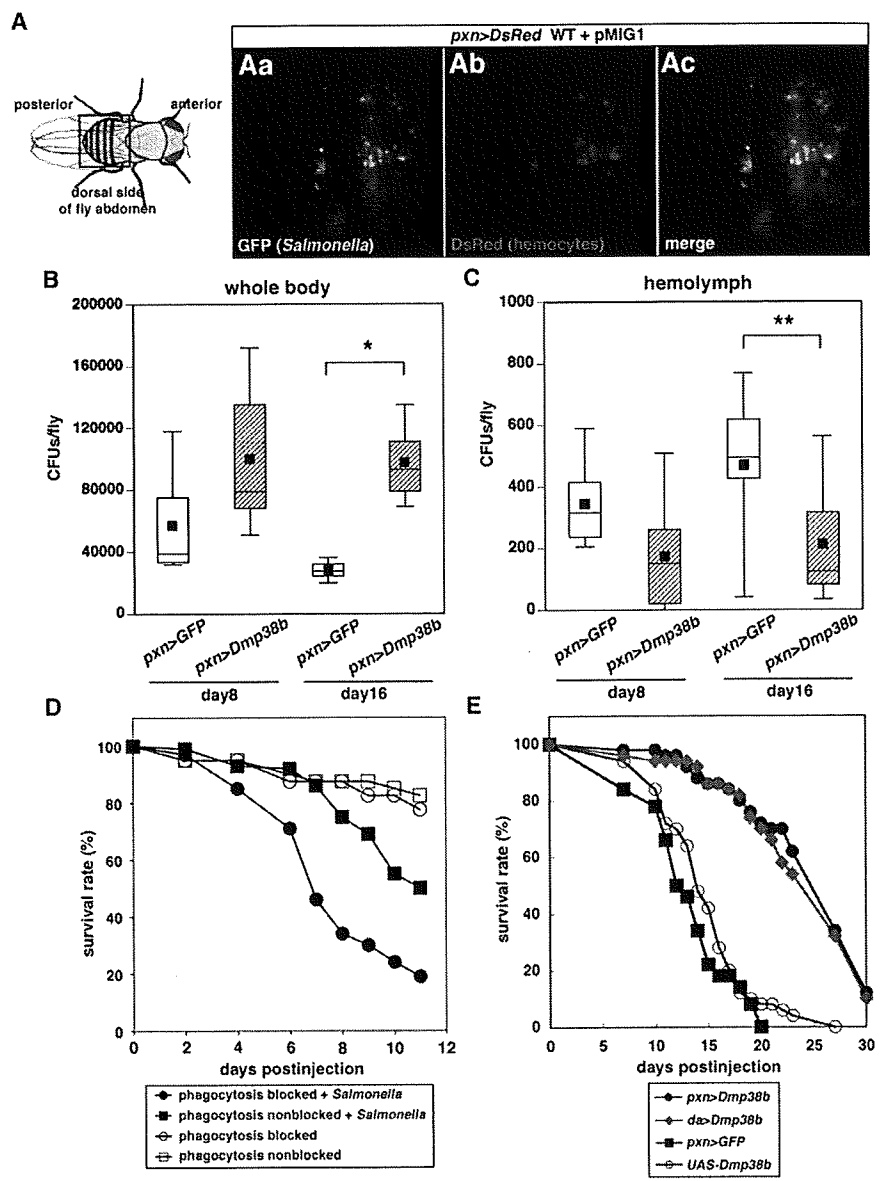 A
pxn>DsRed WT + pMIG1
Aa
Ab
Ac
posterior
anterior
dorsal side
of fly abdomen
GFP (Salmonella)
DsRed (hemocytes)
merge
B
whole body
200000
160000
120000
80000
40000
0
CFUs/fly
*
pxn>GFP
pxn>Dmp38b
pxn>GFP
pxn>Dmp38b
day8
day16
C
hemolymph
1000
800
600
400
200
0
CFUs/fly
**
pxn>GFP
pxn>Dmp38b
pxn>GFP
pxn>Dmp38b
day8
day16
D
100
80
60
40
20
0
survival rate (%)
0 2 4 6 8 10 12
days postinjection
phagocytosis blocked + Salmonella
phagocytosis nonblocked + Salmonella
phagocytosis blocked
phagocytosis nonblocked
E
100
80
60
40
20
0
survival rate (%)
0 5 10 15 20 25 30
days postinjection
pxn>Dmp38b
da>Dmp38b
pxn>GFP
UAS-Dmp38b